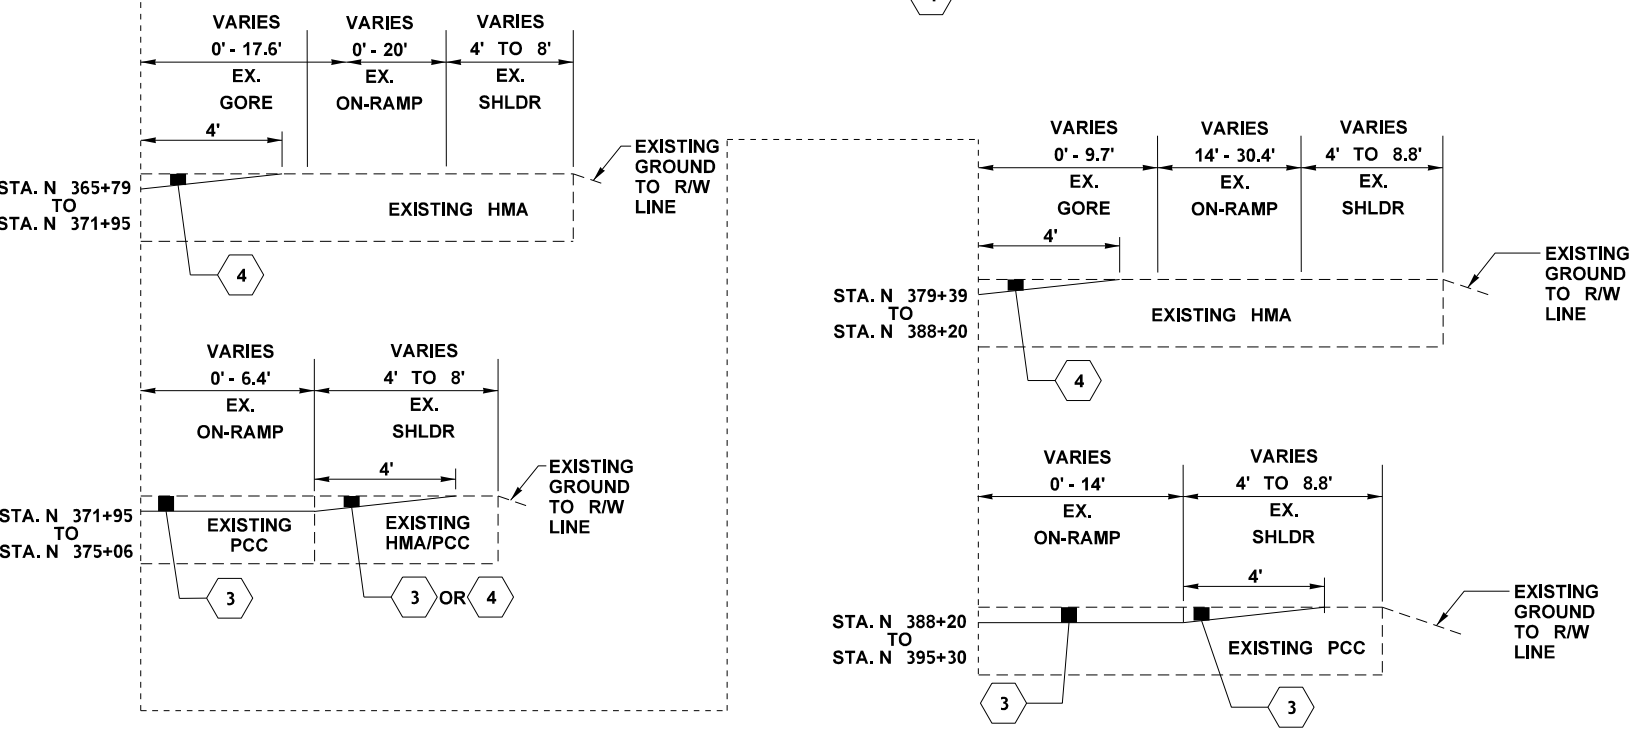 VARIES
0' - 17.6'
EX.
GORE
VARIES
0' - 20'
EX.
ON-RAMP
VARIES
4' TO 8'
EX.
SHLDR
4'
EXISTING
GROUND
TO R/W
LINE
STA. N 365+79
TO
STA. N 371+95
EXISTING HMA
4
VARIES
0' - 6.4'
EX.
ON-RAMP
VARIES
4' TO 8'
EX.
SHLDR
4'
EXISTING
GROUND
TO R/W
LINE
STA. N 371+95
TO
STA. N 375+06
EXISTING
PCC
EXISTING
HMA/PCC
3
3 OR 4
VARIES
0' - 9.7'
EX.
GORE
VARIES
14' - 30.4'
EX.
ON-RAMP
VARIES
4' TO 8.8'
EX.
SHLDR
4'
EXISTING
GROUND
TO R/W
LINE
STA. N 379+39
TO
STA. N 388+20
EXISTING HMA
4
VARIES
0' - 14'
EX.
ON-RAMP
VARIES
4' TO 8.8'
EX.
SHLDR
4'
EXISTING
GROUND
TO R/W
LINE
STA. N 388+20
TO
STA. N 395+30
EXISTING PCC
3
3